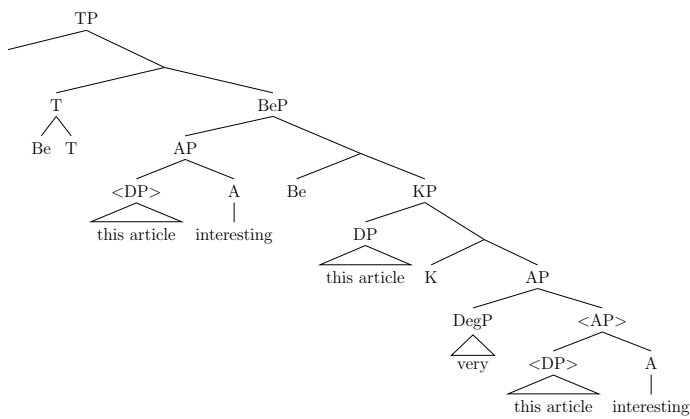 TP
T
BeP
Be T
AP
<DP>
A
Be
KP
this article
interesting
DP
this article
K
AP
DegP
<AP>
very
<DP>
A
this article
interesting